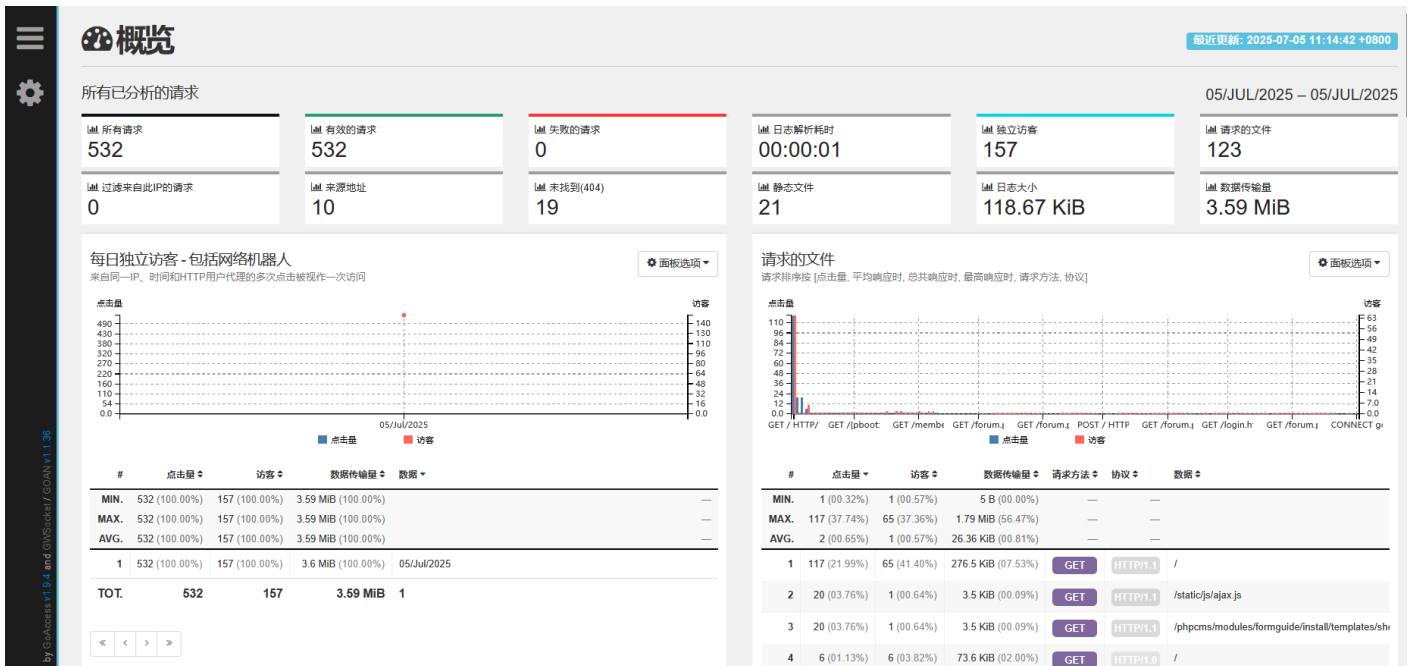 概览
最近更新: 2025-07-05 11:14:42 +0800
所有已分析的请求
05/JUL/2025 – 05/JUL/2025
所有请求 有效的请求 失败的请求 日志解析耗时 独立访客 请求的文件
532 532 0 00:00:01 157 123
过滤来自此IP的请求 来源地址 未找到(404) 静态文件 日志大小 数据传输量
0 10 19 21 118.67 KiB 3.59 MiB
每日独立访客 - 包括网络机器人
面板选项
来自同一IP、时间和HTTP用户代理的多次点击被视作一次访问
点击量 访客
490 140
430 130
380 110
320 96
270 80
220 64
160 48
110 32
54 16
0.0 0.0
05/Jul/2025
点击量 访客
# 点击量 访客 数据传输量 数据
MIN. 532 (100.00%) 157 (100.00%) 3.59 MiB (100.00%) —
MAX. 532 (100.00%) 157 (100.00%) 3.59 MiB (100.00%) —
AVG. 532 (100.00%) 157 (100.00%) 3.59 MiB (100.00%) —
1 532 (100.00%) 157 (100.00%) 3.6 MiB (100.00%) 05/Jul/2025
TOT. 532 157 3.59 MiB 1
« ‹ › »
请求的文件
面板选项
请求排序按 [点击量, 平均响应时, 总共响应时, 最高响应时, 请求方法, 协议]
点击量 访客
110 63
96 56
84 49
72 42
60 35
48 28
36 21
24 14
12 7.0
0.0 0.0
GET / HTTP/ GET /{pboot: GET /membe GET /forum.p GET /forum.p POST / HTTP GET /forum.p GET /login.h GET /forum.p CONNECT go
点击量 访客
# 点击量 访客 数据传输量 请求方法 协议 数据
MIN. 1 (00.32%) 1 (00.57%) 5 B (00.00%) — — —
MAX. 117 (37.74%) 65 (37.36%) 1.79 MiB (56.47%) — — —
AVG. 2 (00.65%) 1 (00.57%) 26.36 KiB (00.81%) — — —
1 117 (21.99%) 65 (41.40%) 276.5 KiB (07.53%) GET HTTP/1.1 /
2 20 (03.76%) 1 (00.64%) 3.5 KiB (00.09%) GET HTTP/1.1 /static/js/ajax.js
3 20 (03.76%) 1 (00.64%) 3.5 KiB (00.09%) GET HTTP/1.1 /phpcms/modules/formguide/install/templates/sh
4 6 (01.13%) 6 (03.82%) 73.6 KiB (02.00%) GET HTTP/1.0 /
by GoAccess v1.9.4 and GWSocket / GOAN v1.1.36